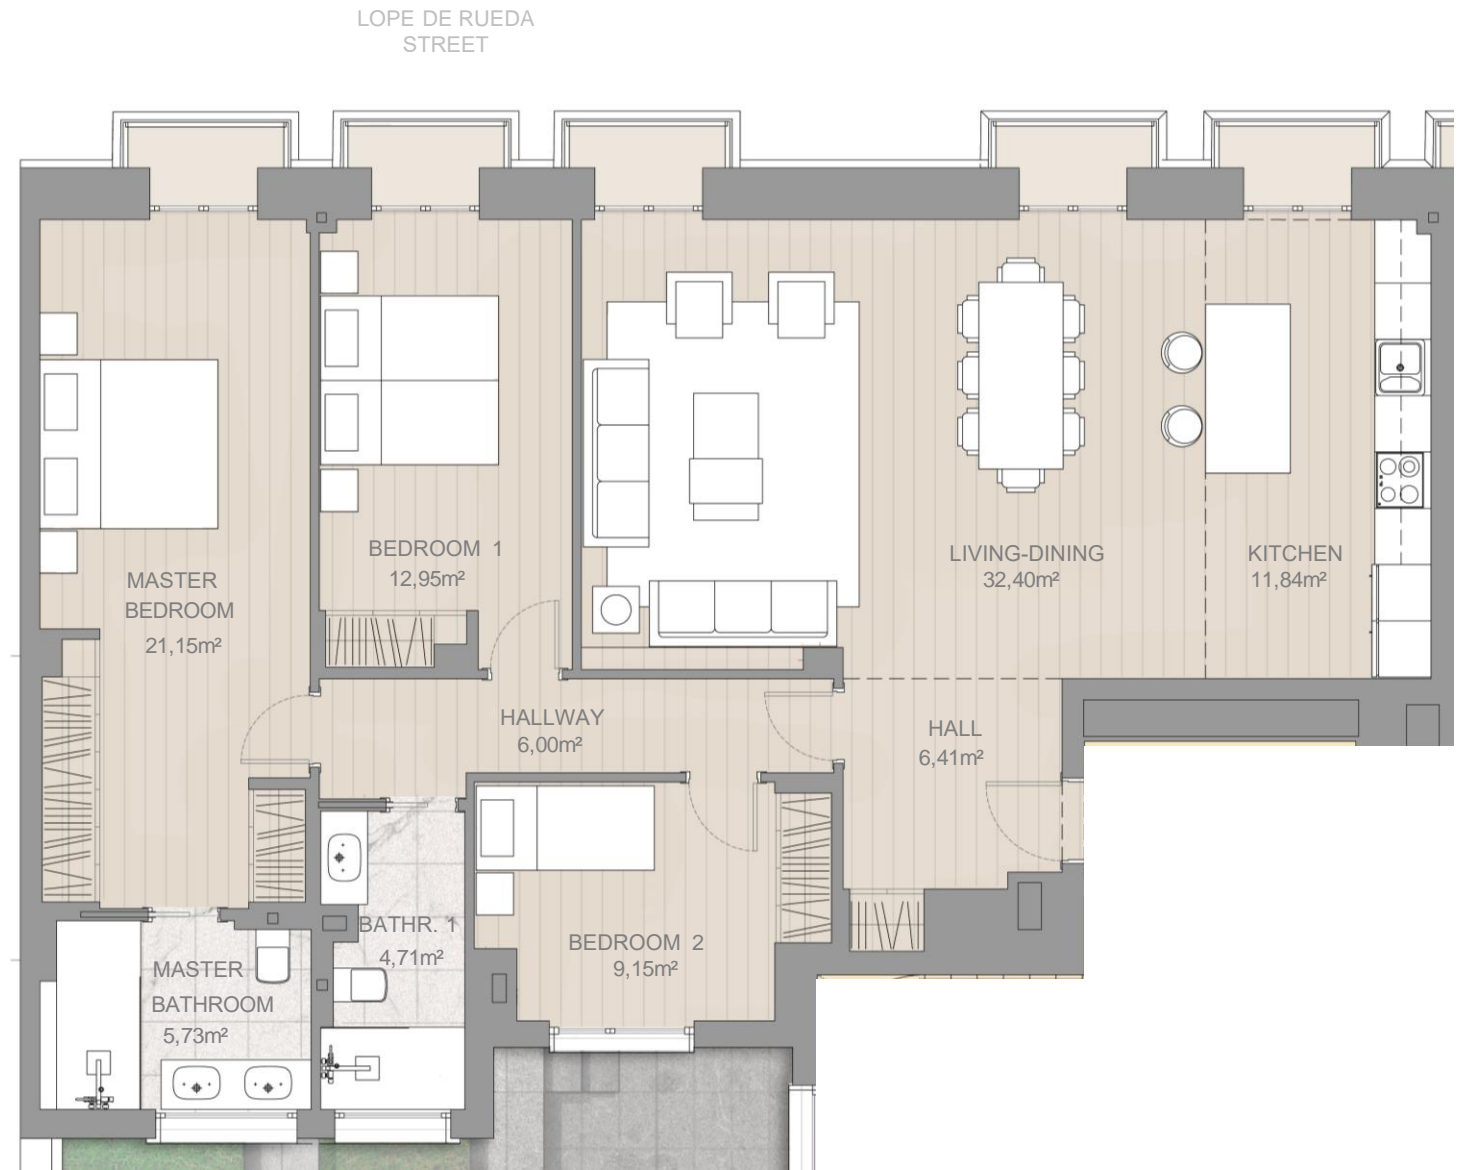 LOPE DE RUEDA
STREET
BEDROOM 1
12,95m²
LIVING-DINING
32,40m²
KITCHEN
11,84m²
MASTER
BEDROOM
21,15m²
HALLWAY
6,00m²
HALL
6,41m²
BATHR. 1
4,71m²
BEDROOM 2
9,15m²
MASTER
BATHROOM
5,73m²